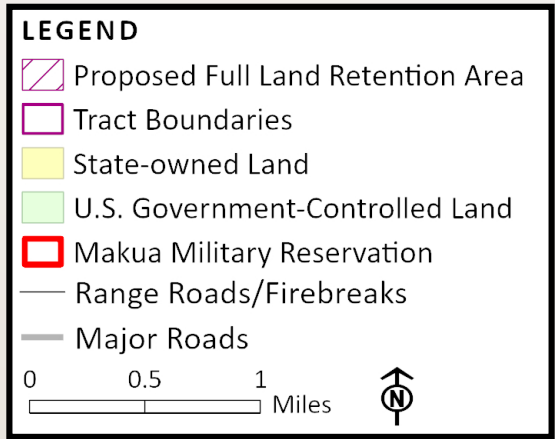 LEGEND
Proposed Full Land Retention Area
Tract Boundaries
State-owned Land
U.S. Government-Controlled Land
Makua Military Reservation
Range Roads/Firebreaks
Major Roads
0 0.5 1
Miles
N